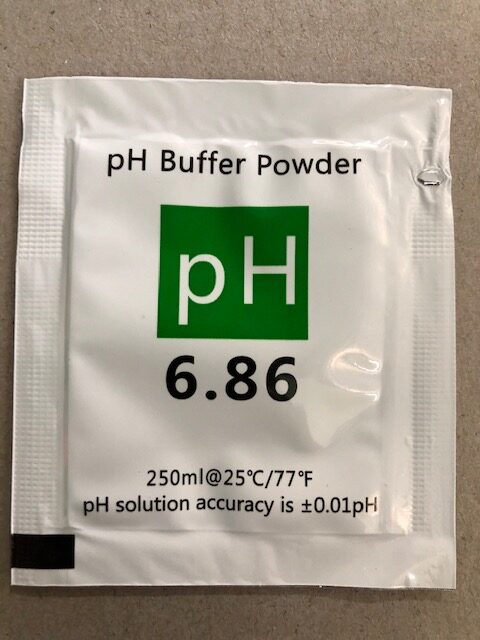 pH Buffer Powder
pH
6.86
250ml@25℃/77℉
pH solution accuracy is ±0.01pH